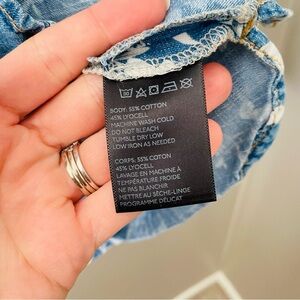 BODY: 55% COTTON
45% LYOCELL
MACHINE WASH COLD
DO NOT BLEACH
TUMBLE DRY LOW
LOW IRON AS NEEDED
CORPS: 55% COTON
45% LYOCELL
LAVAGE EN MACHINE À
TEMPÉRATURE FROIDE
NE PAS BLANCHIR
METTRE AU SÈCHE-LINGE
PROGRAMME DÉLICAT